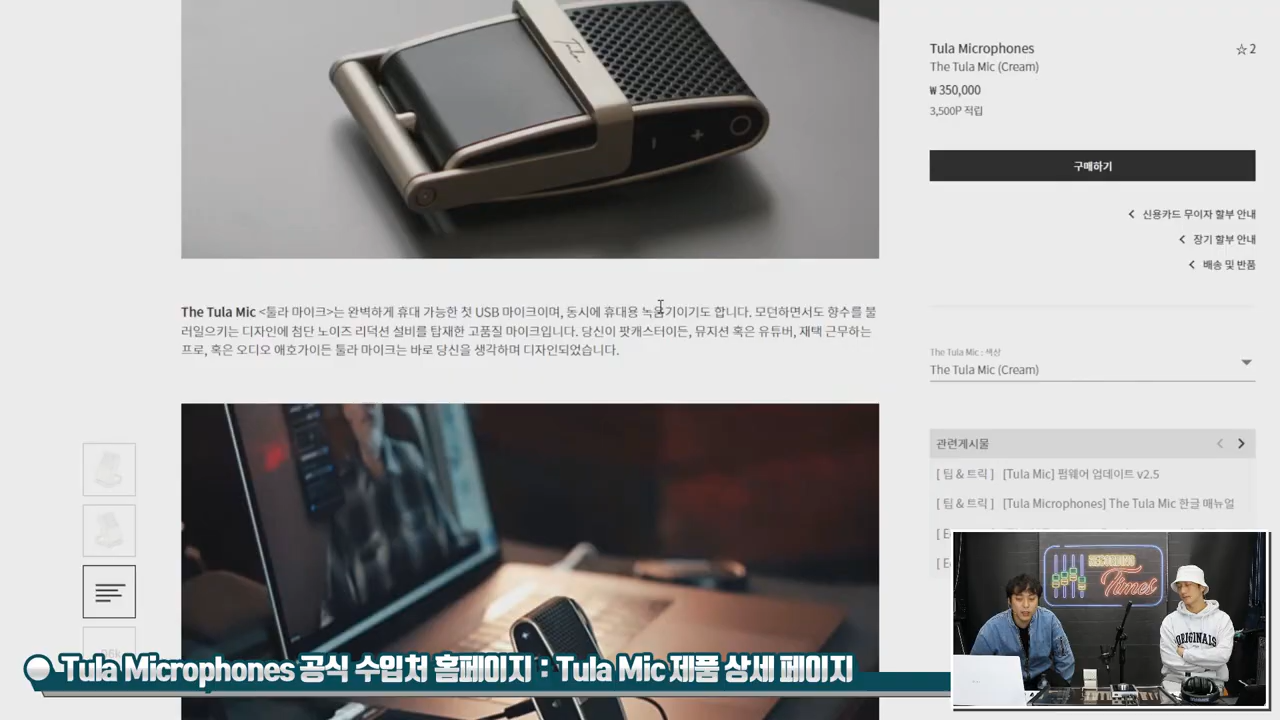 Tula
Tula Microphones
☆ 2
The Tula Mic (Cream)
₩ 350,000
3,500P 적립
구매하기
신용카드 무이자 할부 안내
장기 할부 안내
배송 및 반품
The Tula Mic <툴라 마이크>는 완벽하게 휴대 가능한 첫 USB 마이크이며, 동시에 휴대용 녹음기이기도 합니다. 모던하면서도 향수를 불
러일으키는 디자인에 첨단 노이즈 리덕션 설비를 탑재한 고품질 마이크입니다. 당신이 팟캐스터이든, 뮤지션 혹은 유튜버, 재택 근무하는
프로, 혹은 오디오 애호가이든 툴라 마이크는 바로 당신을 생각하며 디자인되었습니다.
The Tula Mic : 색상
The Tula Mic (Cream)
관련게시물
[ 팁 & 트릭 ] [Tula Mic] 펌웨어 업데이트 v2.5
[ 팁 & 트릭 ] [Tula Microphones] The Tula Mic 한글 매뉴얼
RECORDING
Times
ORIGINALS
Tula Microphones 공식 수입처 홈페이지 : Tula Mic 제품 상세 페이지